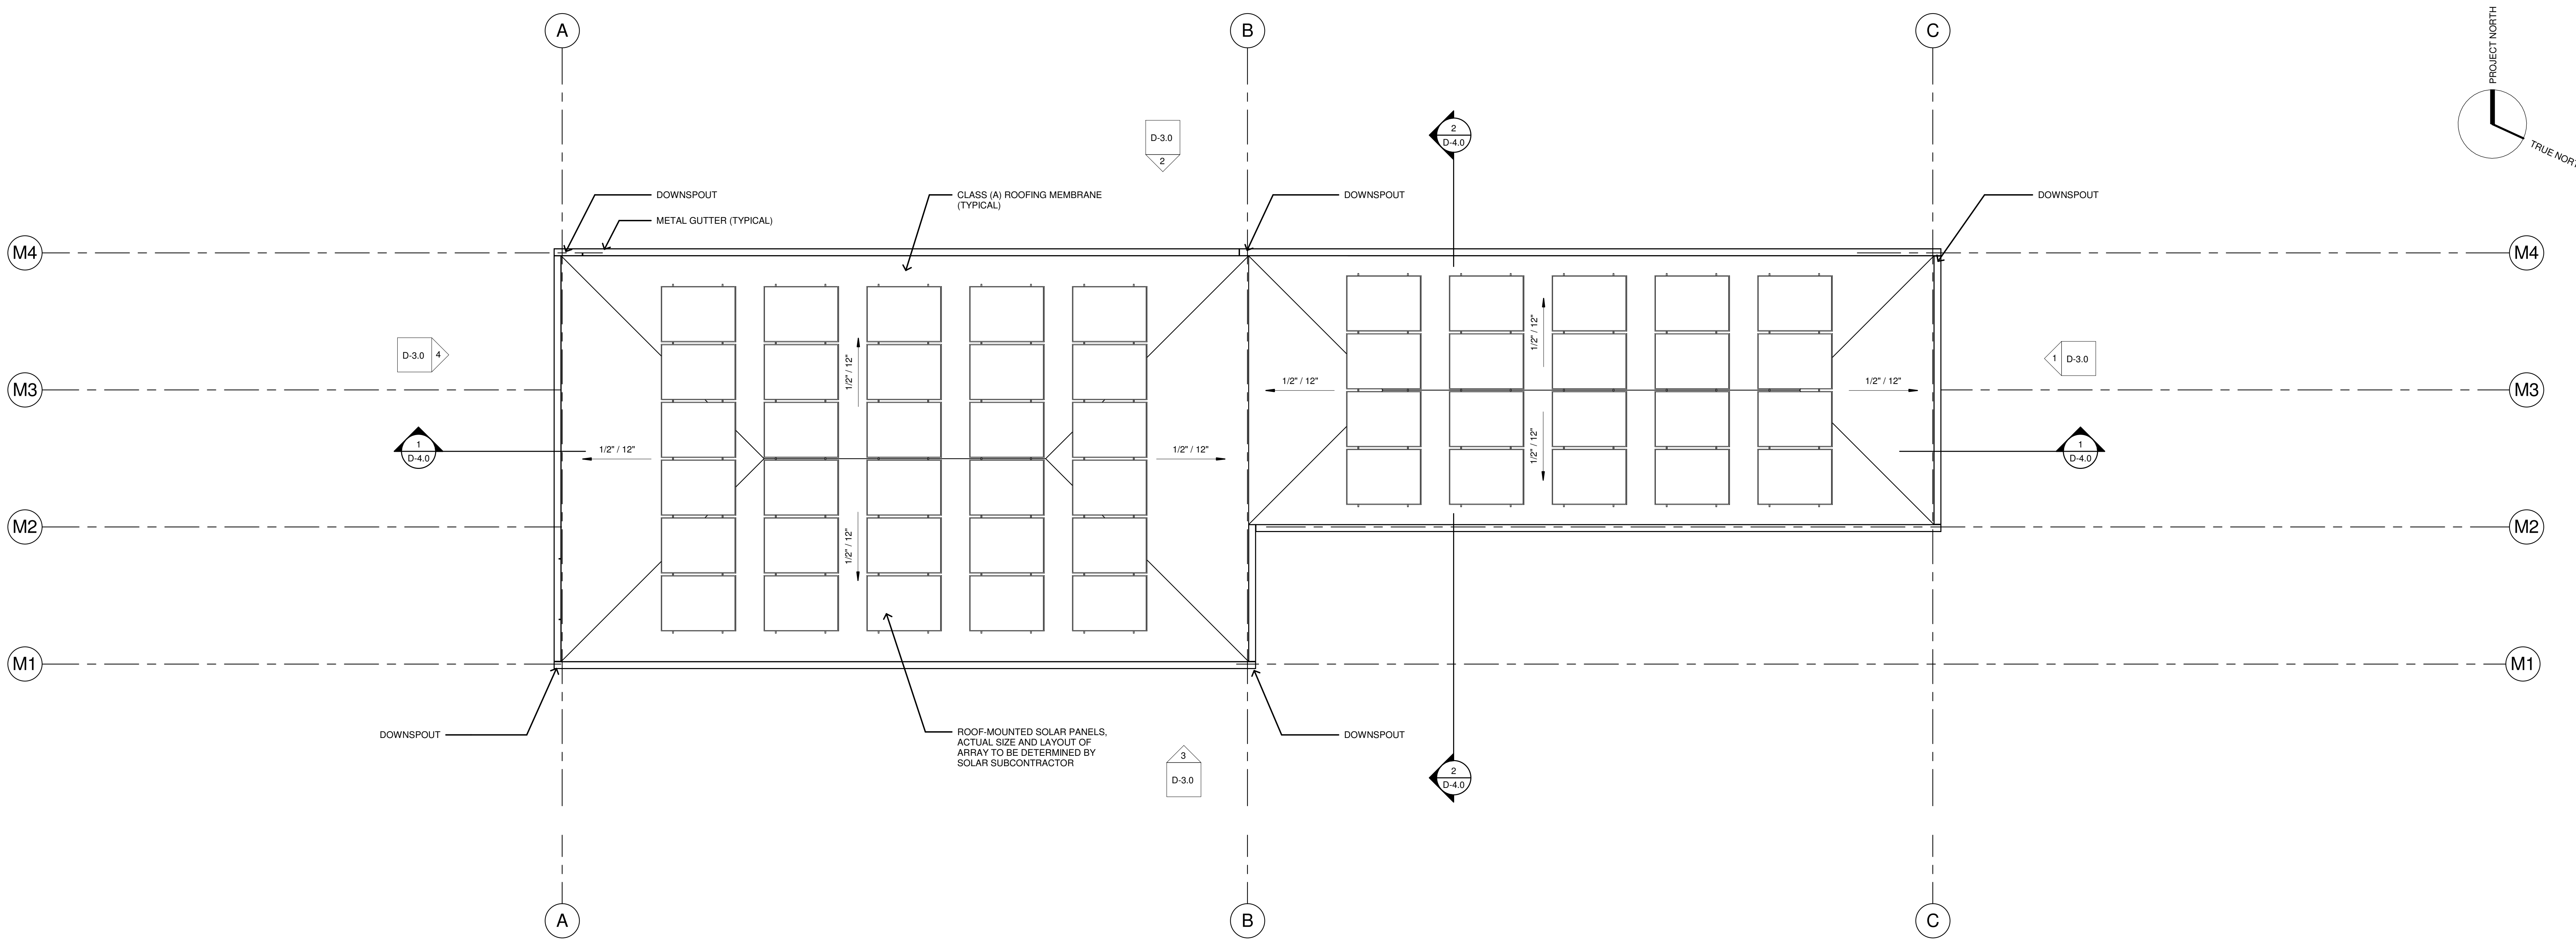 A
B
C
PROJECT NORTH
TRUE NORT
D-3.0
2
2
D-4.0
DOWNSPOUT
METAL GUTTER (TYPICAL)
CLASS (A) ROOFING MEMBRANE
(TYPICAL)
DOWNSPOUT
DOWNSPOUT
M4
M4
D-3.0
4
1/2" / 12"
1/2" / 12"
1
D-3.0
M3
1/2" / 12"
1/2" / 12"
M3
1
D-4.0
1/2" / 12"
1/2" / 12"
1/2" / 12"
1
D-4.0
M2
1/2" / 12"
M2
M1
M1
DOWNSPOUT
ROOF-MOUNTED SOLAR PANELS,
ACTUAL SIZE AND LAYOUT OF
ARRAY TO BE DETERMINED BY
SOLAR SUBCONTRACTOR
3
D-3.0
DOWNSPOUT
2
D-4.0
A
B
C